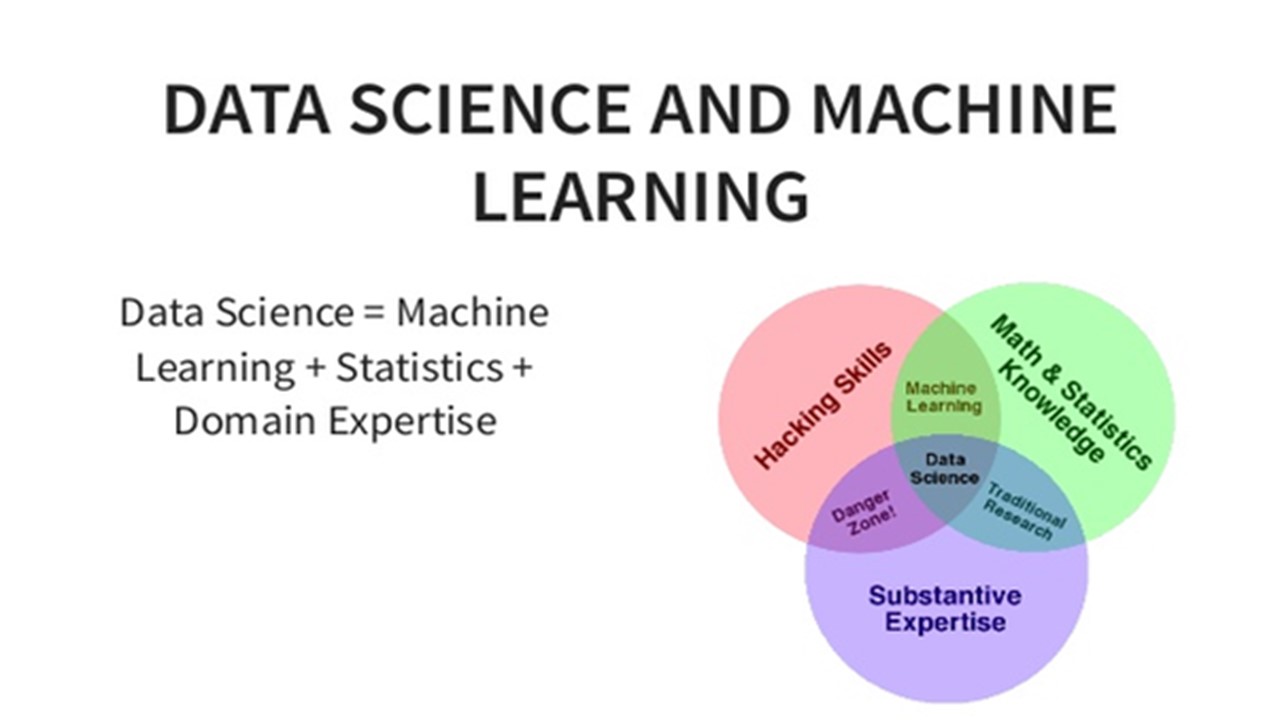 DATA SCIENCE AND MACHINE
LEARNING
Data Science = Machine
Learning + Statistics +
Domain Expertise
Hacking Skills
Math & Statistics
Knowledge
Machine
Learning
Data
Science
Danger
Zone!
Traditional
Research
Substantive
Expertise